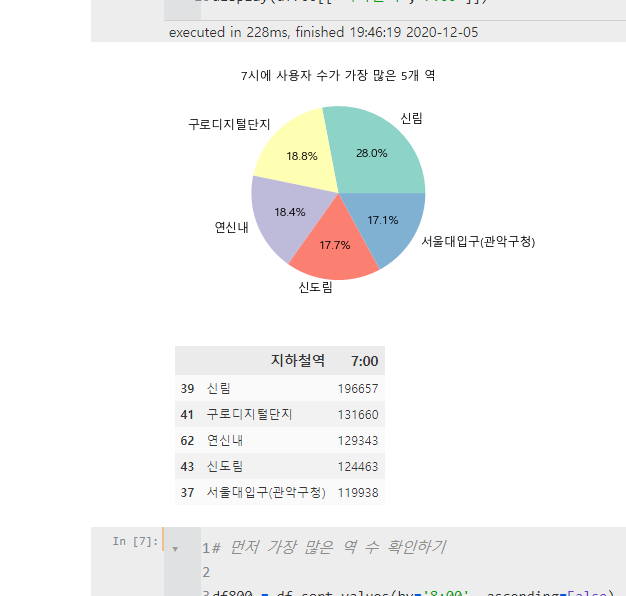 executed in 228ms, finished 19:46:19 2020-12-05
7시에 사용자 수가 가장 많은 5개 역
구로디지털단지
신림
18.8%
28.0%
18.4%
17.1%
연신내
서울대입구(관악구청)
17.7%
신도림
지하철역 7:00
39 신림 196657
41 구로디지털단지 131660
62 연신내 129343
43 신도림 124463
37 서울대입구(관악구청) 119938
In [7]: 1 # 먼저 가장 많은 역 수 확인하기
2
3 df800 = df.sort_values(by='8:00', ascending=False)